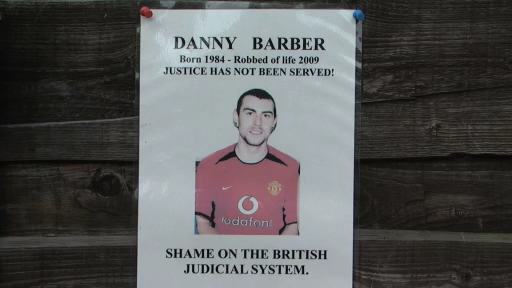 DANNY BARBER
Born 1984 - Robbed of life 2009
JUSTICE HAS NOT BEEN SERVED!
vodafone
SHAME ON THE BRITISH
JUDICIAL SYSTEM.